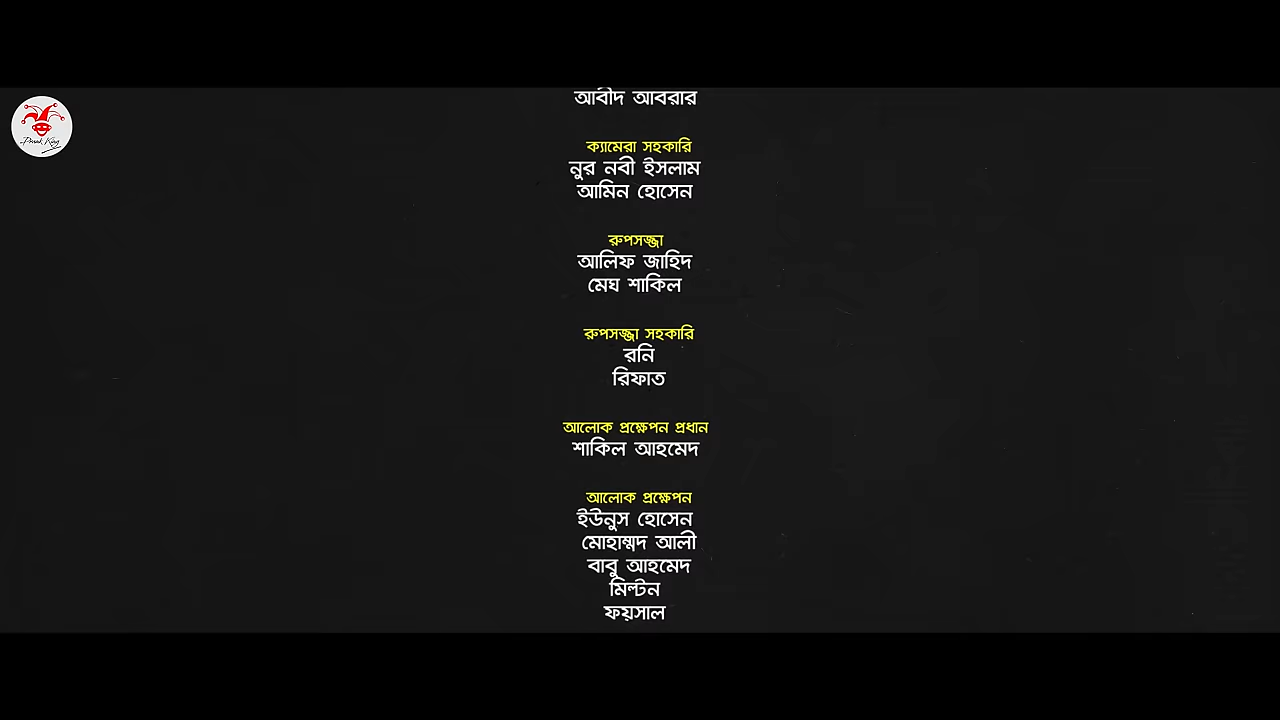 আবীদ আবরার
ক্যামেরা সহকারি
নুর নবী ইসলাম
আমিন হোসেন
রুপসজ্জা
আলিফ জাহিদ
মেঘ শাকিল
রুপসজ্জা সহকারি
রনি
রিফাত
আলোক প্রক্ষেপন প্রধান
শাকিল আহমেদ
আলোক প্রক্ষেপন
ইউনুস হোসেন
মোহাম্মদ আলী
বাবু আহমেদ
মিল্টন
ফয়সাল